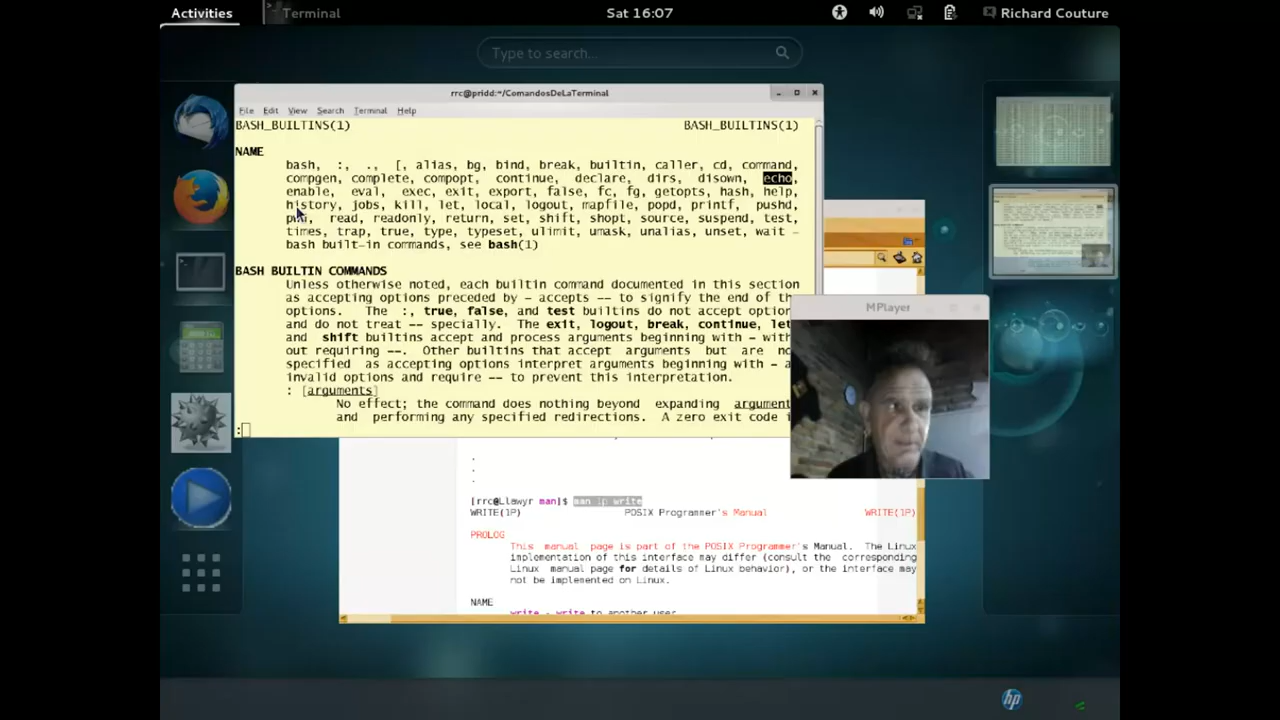 Activities
Terminal
Sat 16:07
Richard Couture
Type to search...
rrc@pridd:~/ComandosDeLaTerminal
File Edit View Search Terminal Help
BASH_BUILTINS(1) BASH_BUILTINS(1)
NAME
bash, :, ., [, alias, bg, bind, break, builtin, caller, cd, command,
compgen, complete, compopt, continue, declare, dirs, disown, echo,
enable, eval, exec, exit, export, false, fc, fg, getopts, hash, help,
history, jobs, kill, let, local, logout, mapfile, popd, printf, pushd,
read, readonly, return, set, shift, shopt, source, suspend, test,
times, trap, true, type, typeset, ulimit, umask, unalias, unset, wait –
bash built-in commands, see bash(1)
BASH BUILTIN COMMANDS
Unless otherwise noted, each builtin command documented in this section
as accepting options preceded by – accepts –– to signify the end of the
options. The :, true, false, and test builtins do not accept option
and do not treat –– specially. The exit, logout, break, continue, let
and shift builtins accept and process arguments beginning with – with
out requiring ––. Other builtins that accept arguments but are no
specified as accepting options interpret arguments beginning with – a
invalid options and require –– to prevent this interpretation.
: [arguments]
No effect; the command does nothing beyond expanding argument
and performing any specified redirections. A zero exit code i
:
MPlayer
.
.
.
[rrc@Llawyr man]$ man 1p write
WRITE(1P) POSIX Programmer's Manual WRITE(1P)
PROLOG
This manual page is part of the POSIX Programmer's Manual. The Linux
implementation of this interface may differ (consult the corresponding
Linux manual page for details of Linux behavior), or the interface may
not be implemented on Linux.
NAME
write - write to another user
hp